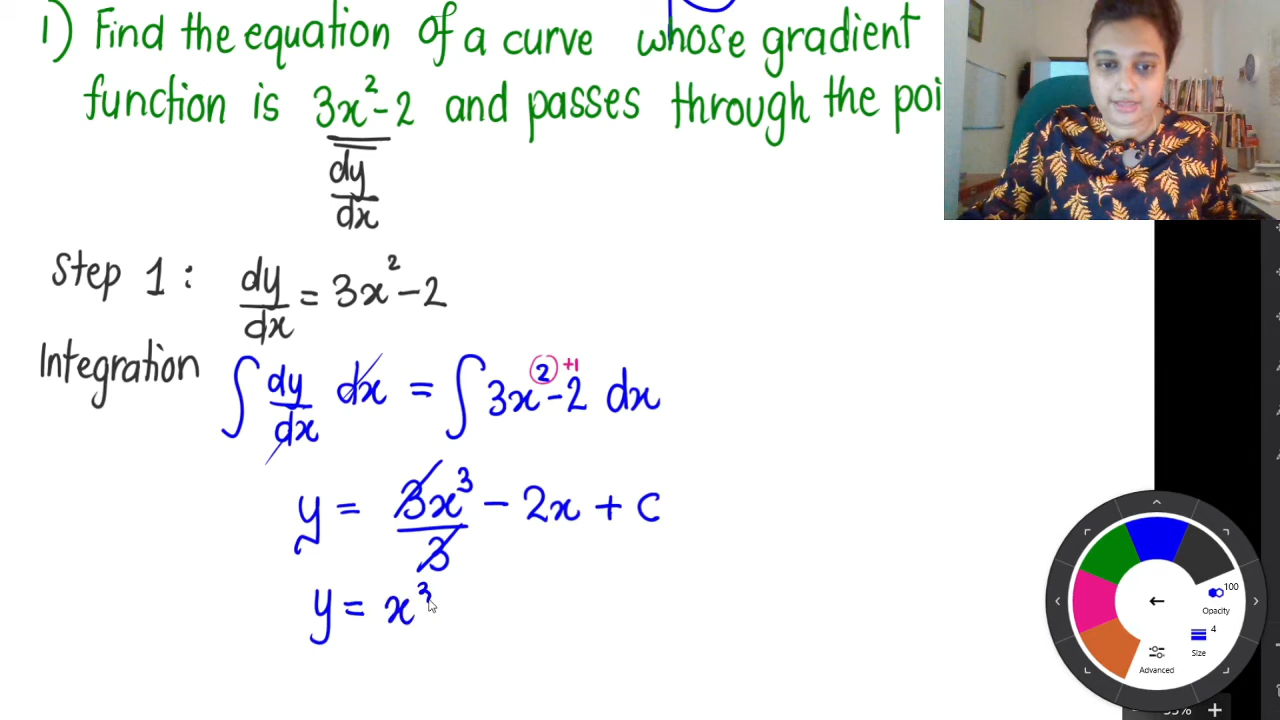 1) Find the equation of a curve whose gradient
function is 3x² - 2 and passes through the poi
dy/dx
Step 1 : dy/dx = 3x² - 2
Integration ∫ dy/dx dx = ∫ 3x² +1 - 2 dx
y = 3x³/3 - 2x + c
y = x³
100
Opacity
4
Size
Advanced